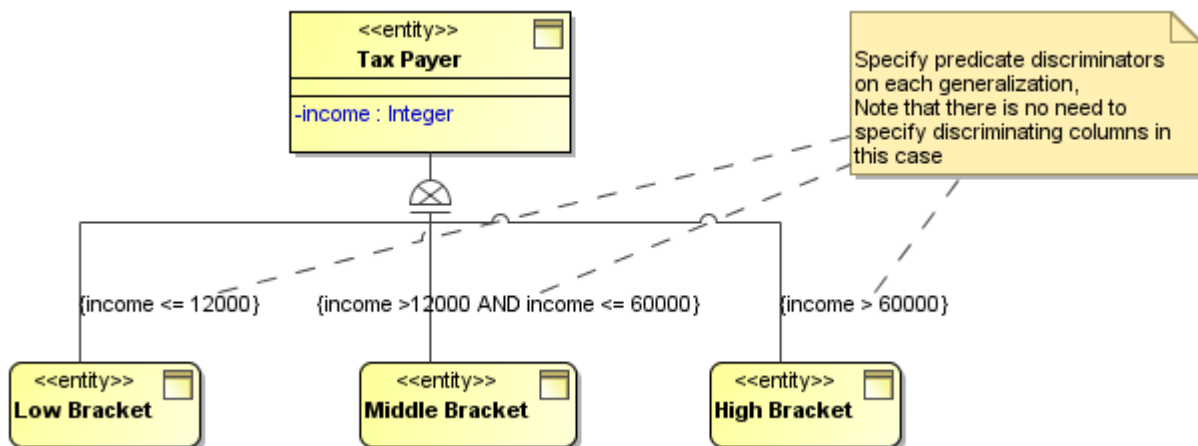 <<entity>>
Tax Payer
-income : Integer
Specify predicate discriminators
on each generalization,
Note that there is no need to
specify discriminating columns in
this case
{income <= 12000}
{income >12000 AND income <= 60000}
{income > 60000}
<<entity>>
Low Bracket
<<entity>>
Middle Bracket
<<entity>>
High Bracket